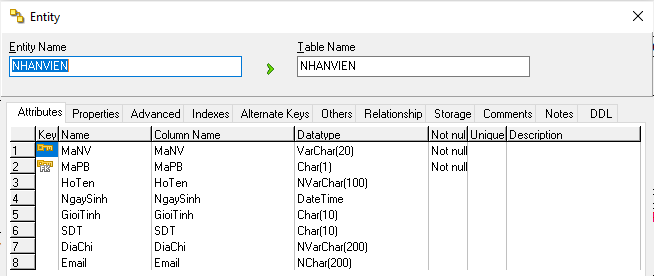 Entity
Entity Name
Table Name
NHANVIEN
NHANVIEN
Attributes Properties Advanced Indexes Alternate Keys Others Relationship Storage Comments Notes DDL
Key Name Column Name Datatype Not null Unique Description
1 MaNV MaNV VarChar(20) Not null
2 FK MaPB MaPB Char(1) Not null
3 HoTen HoTen NVarChar(100)
4 NgaySinh NgaySinh DateTime
5 GioiTinh GioiTinh Char(10)
6 SDT SDT Char(10)
7 DiaChi DiaChi NVarChar(200)
8 Email Email NChar(200)